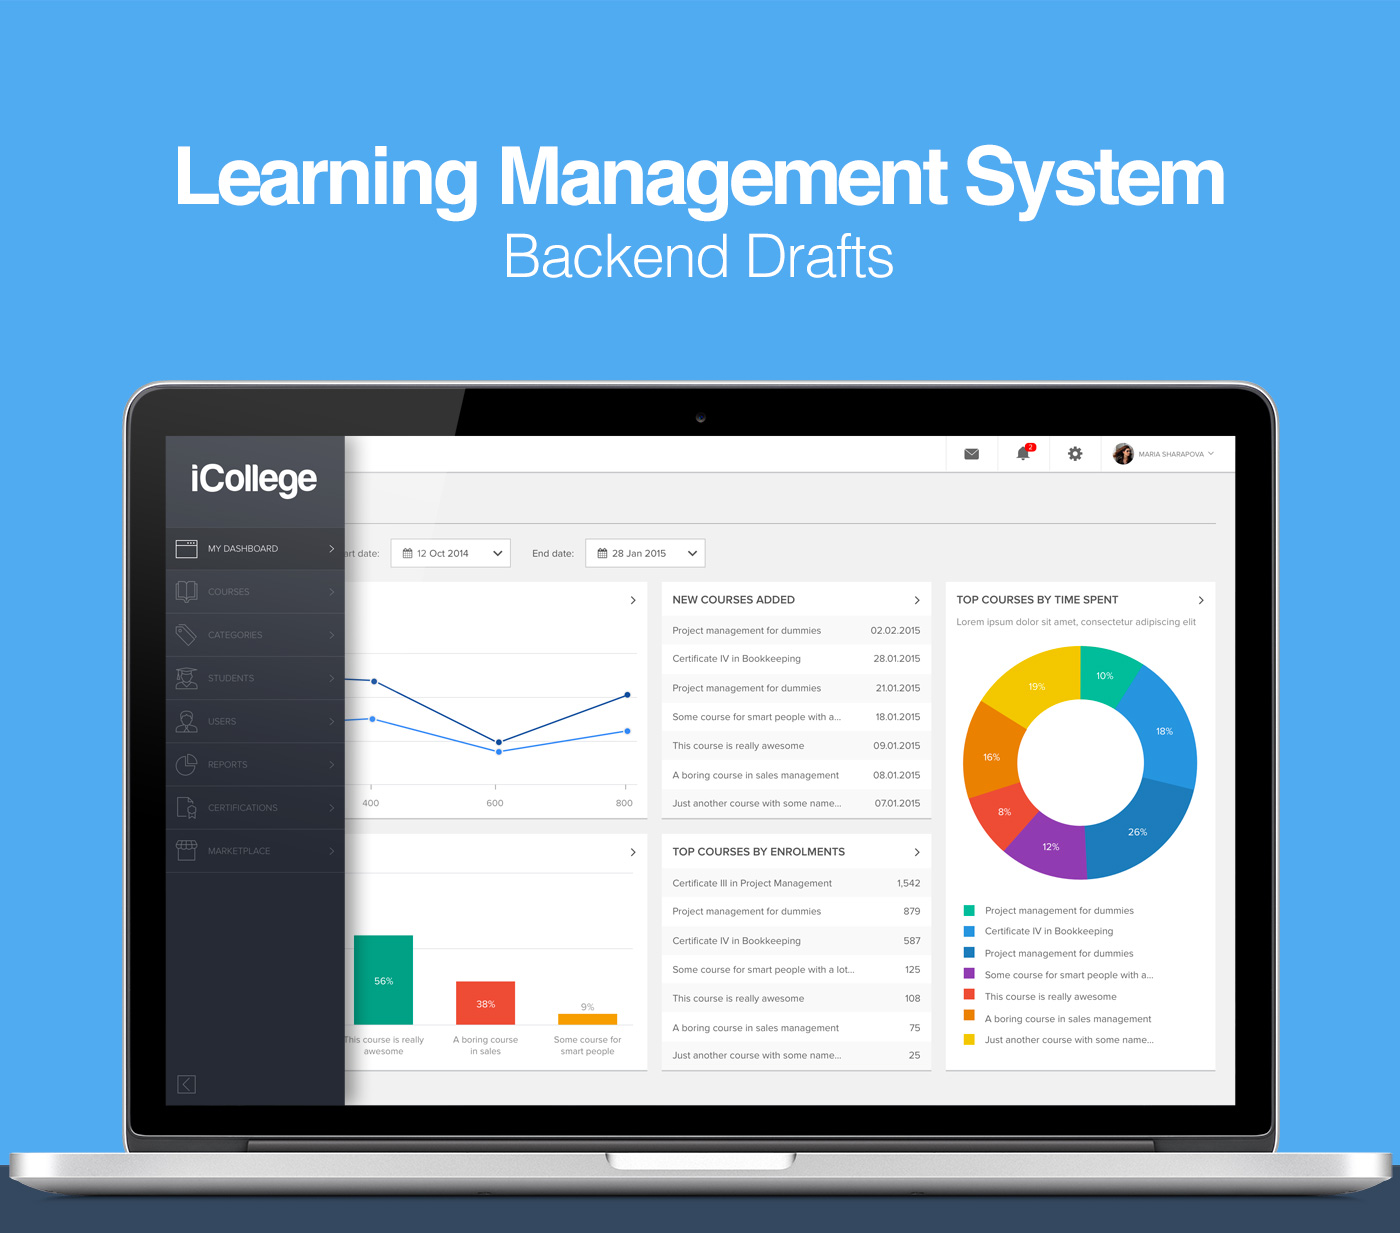 Learning Management System
Backend Drafts
iCollege
2
MARIA SHARAPOVA
MY DASHBOARD
COURSES
CATEGORIES
STUDENTS
USERS
REPORTS
CERTIFICATIONS
MARKETPLACE
art date:
12 Oct 2014
End date:
28 Jan 2015
400
600
800
56%
38%
9%
This course is really
awesome
A boring course
in sales
Some course for
smart people
NEW COURSES ADDED
Project management for dummies 02.02.2015
Certificate IV in Bookkeeping 28.01.2015
Project management for dummies 21.01.2015
Some course for smart people with a... 18.01.2015
This course is really awesome 09.01.2015
A boring course in sales management 08.01.2015
Just another course with some name... 07.01.2015
TOP COURSES BY ENROLMENTS
Certificate III in Project Management 1,542
Project management for dummies 879
Certificate IV in Bookkeeping 587
Some course for smart people with a lot... 125
This course is really awesome 108
A boring course in sales management 75
Just another course with some name... 25
TOP COURSES BY TIME SPENT
Lorem ipsum dolor sit amet, consectetur adipiscing elit
10%
18%
26%
12%
8%
16%
19%
Project management for dummies
Certificate IV in Bookkeeping
Project management for dummies
Some course for smart people with a...
This course is really awesome
A boring course in sales management
Just another course with some name...